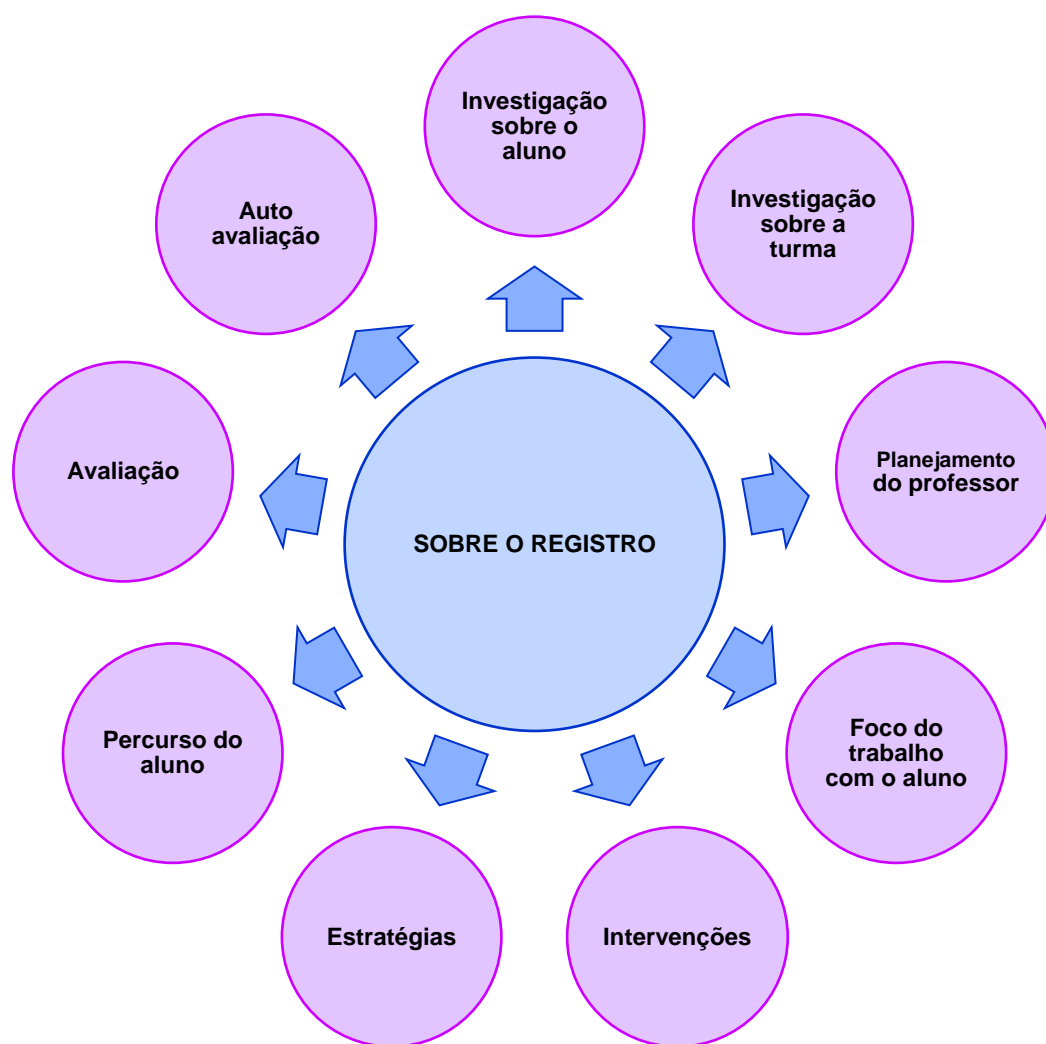 Investigação
sobre o
aluno
Investigação
sobre a
turma
Planejamento
do professor
Foco do
trabalho
com o aluno
Intervenções
Estratégias
Percurso do
aluno
Avaliação
Auto
avaliação
SOBRE O REGISTRO